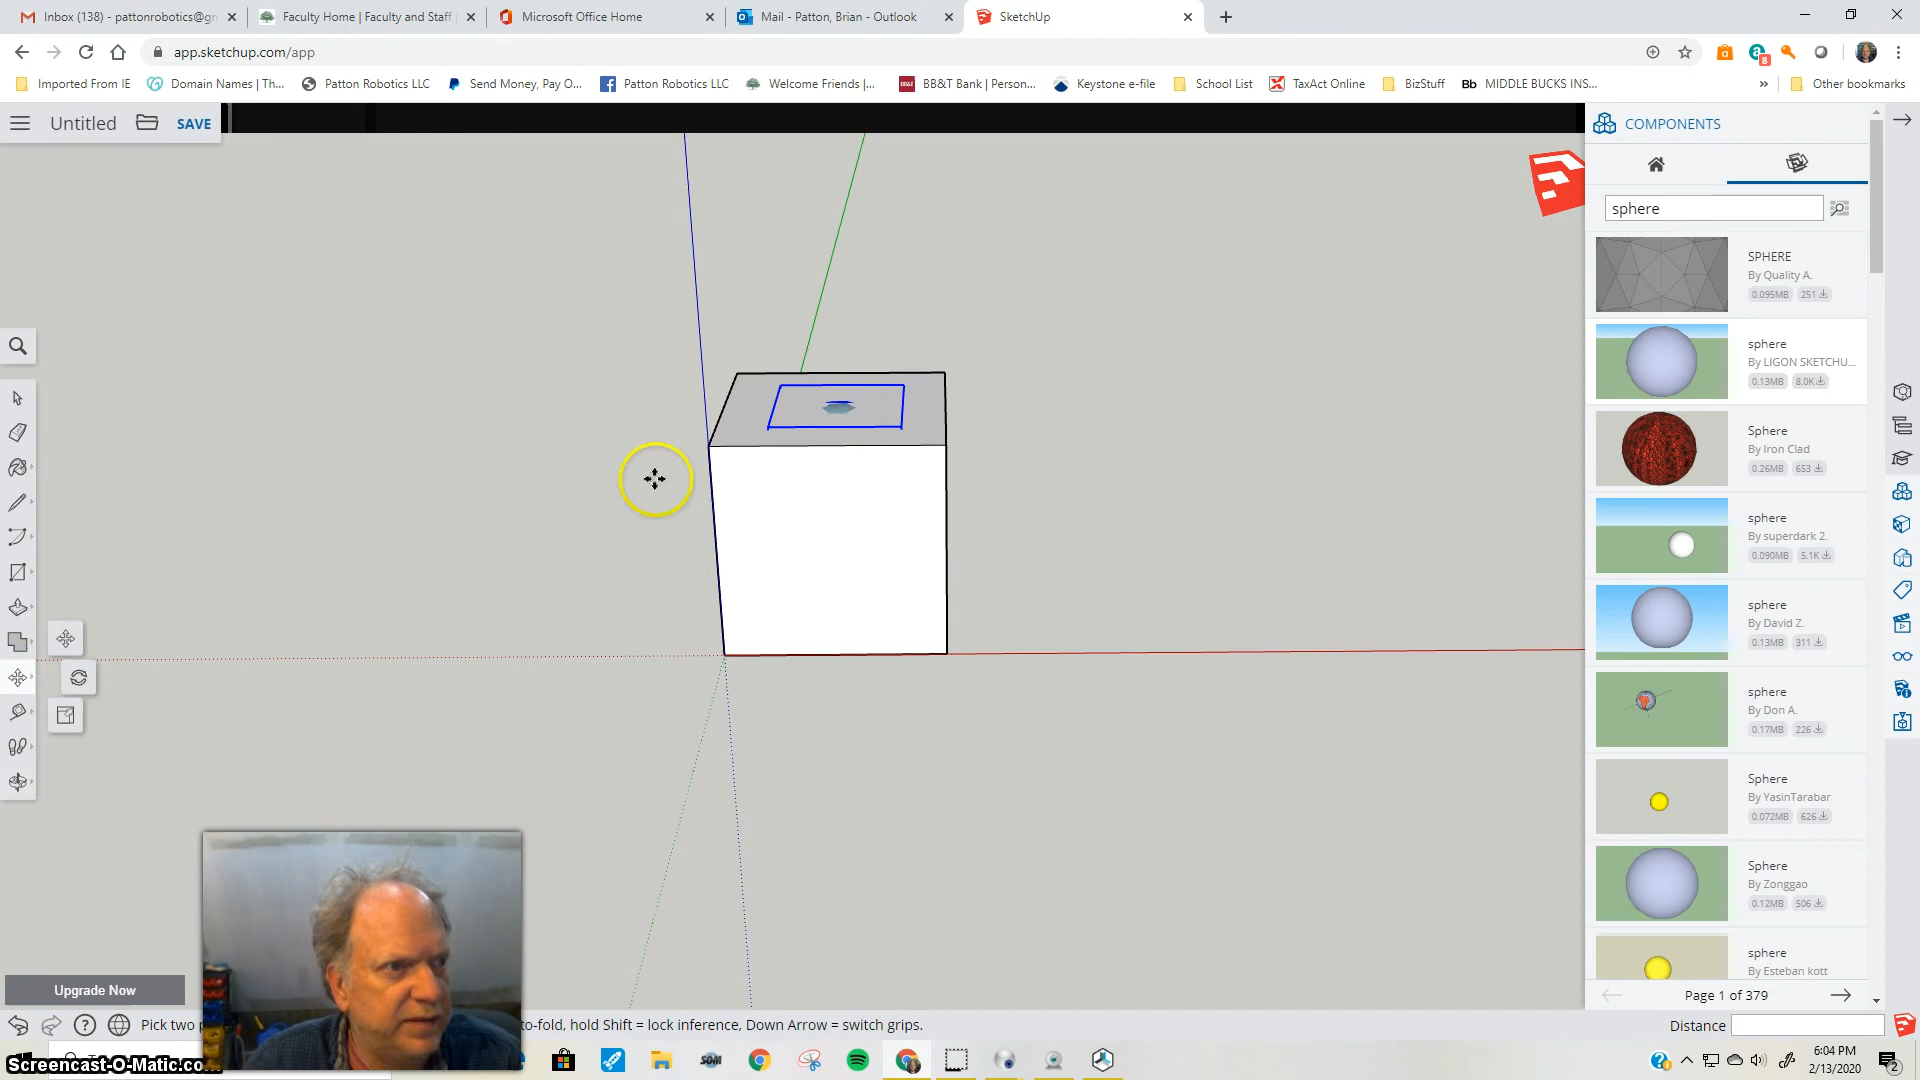 Inbox (138) - pattonrobotics@gr
Faculty Home | Faculty and Staff
Microsoft Office Home
Mail - Patton, Brian - Outlook
SketchUp
app.sketchup.com/app
8
Imported From IE
Domain Names | Th...
Patton Robotics LLC
Send Money, Pay O...
Patton Robotics LLC
Welcome Friends |...
BB&T
BB&T Bank | Person...
Keystone e-file
School List
TaxAct Online
BizStuff
Bb
MIDDLE BUCKS INS...
»
Other bookmarks
Untitled
SAVE
COMPONENTS
sphere
SPHERE
By Quality A.
0.095MB 251
sphere
By LIGON SKETCHU...
0.13MB 8.0K
Sphere
By Iron Clad
0.26MB 653
sphere
By superdark 2.
0.090MB 5.1K
sphere
By David Z.
0.13MB 311
sphere
By Don A.
0.17MB 226
Sphere
By YasinTarabar
0.072MB 626
Sphere
By Zonggao
0.12MB 506
sphere
By Esteban kott
Page 1 of 379
Upgrade Now
Pick two p
to-fold, hold Shift = lock inference, Down Arrow = switch grips.
Distance
Screencast-O-Matic.co
SOM
6:04 PM
2/13/2020
2